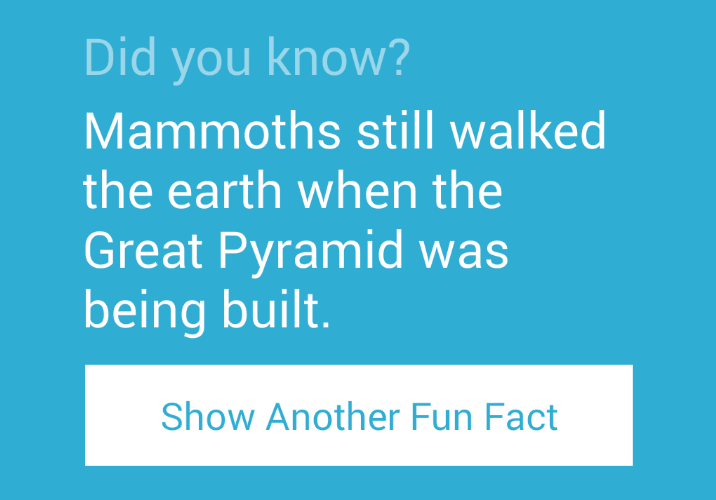 Did you know?
Mammoths still walked
the earth when the
Great Pyramid was
being built.
Show Another Fun Fact